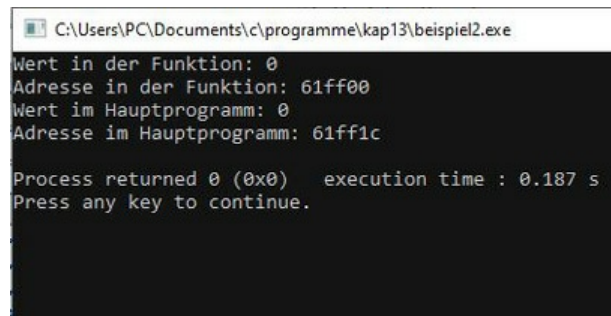 C:\Users\PC\Documents\c\programme\kap13\beispiel2.exe
Wert in der Funktion: 0
Adresse in der Funktion: 61ff00
Wert im Hauptprogramm: 0
Adresse im Hauptprogramm: 61ff1c
Process returned 0 (0x0)   execution time : 0.187 s
Press any key to continue.